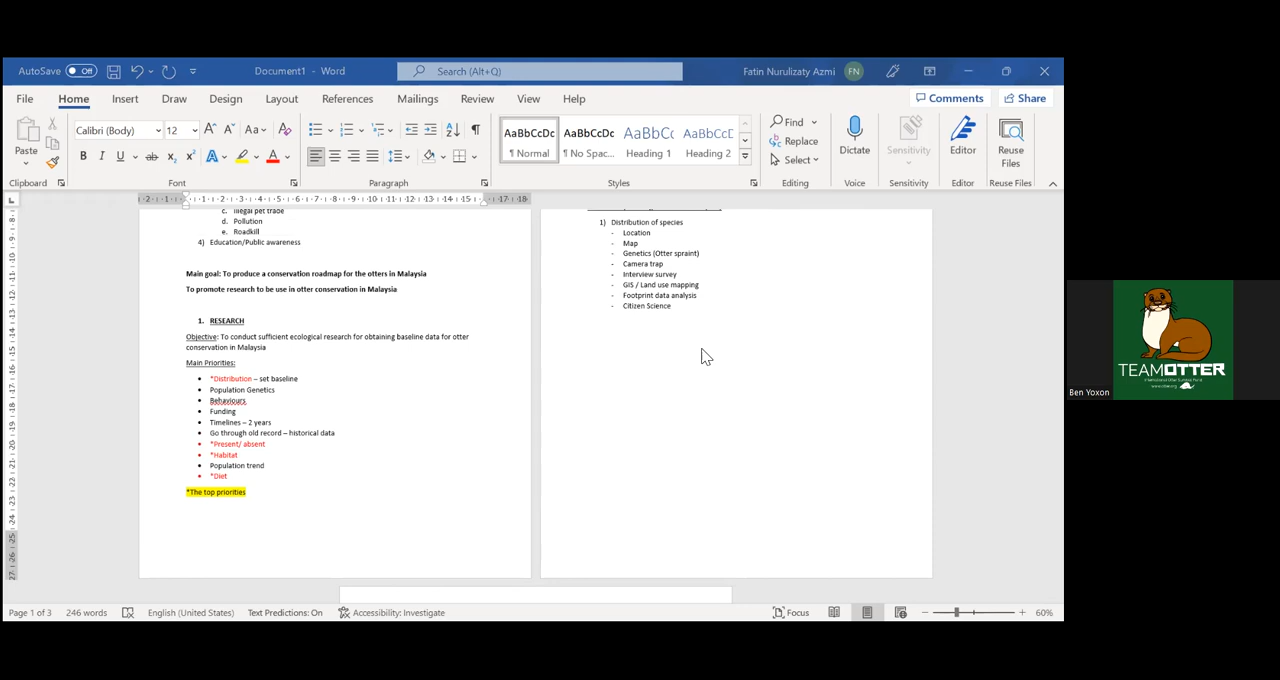 AutoSave Off Document1 - Word Search (Alt+Q) Fatin Nurulizaty Azmi FN
File Home Insert Draw Design Layout References Mailings Review View Help Comments Share
Calibri (Body) 12 Find
Paste Replace Dictate Sensitivity Editor Reuse Files
AaBbCcDc AaBbCcDc AaBbCc AaBbCcD
Normal No Spac... Heading 1 Heading 2 Select
Clipboard Font Paragraph Styles Editing Voice Sensitivity Editor Reuse Files
c. Illegal pet trade
d. Pollution
e. Roadkill
4) Education/Public awareness
Main goal: To produce a conservation roadmap for the otters in Malaysia
To promote research to be use in otter conservation in Malaysia
1. RESEARCH
Objective: To conduct sufficient ecological research for obtaining baseline data for otter
conservation in Malaysia
Main Priorities:
• *Distribution – set baseline
• Population Genetics
• Behaviours
• Funding
• Timelines – 2 years
• Go through old record – historical data
• *Present/ absent
• *Habitat
• Population trend
• *Diet
*The top priorities
1) Distribution of species
- Location
- Map
- Genetics (Otter spraint)
- Camera trap
- Interview survey
- GIS / Land use mapping
- Footprint data analysis
- Citizen Science
TEAMOTTER
International Otter Survival Fund
www.otter.org
Ben Yoxon
Page 1 of 3 246 words English (United States) Text Predictions: On Accessibility: Investigate Focus 60%